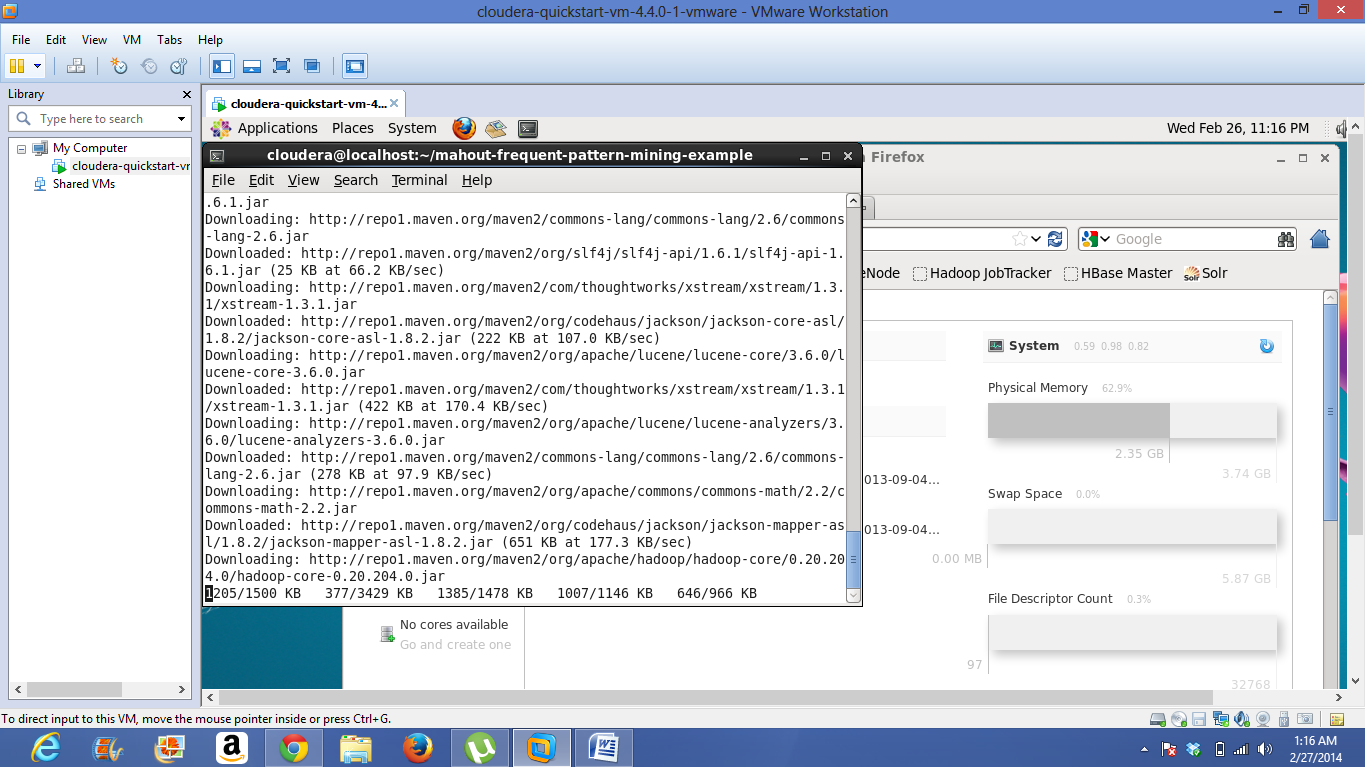 cloudera-quickstart-vm-4.4.0-1-vmware - VMware Workstation
File Edit View VM Tabs Help
Library
Type here to search
My Computer
cloudera-quickstart-vr
Shared VMs
cloudera-quickstart-vm-4...
Applications Places System
Wed Feb 26, 11:16 PM
cloudera@localhost:~/mahout-frequent-pattern-mining-example
File Edit View Search Terminal Help
.6.1.jar
Downloading: http://repo1.maven.org/maven2/commons-lang/commons-lang/2.6/commons
-lang-2.6.jar
Downloaded: http://repo1.maven.org/maven2/org/slf4j/slf4j-api/1.6.1/slf4j-api-1.
6.1.jar (25 KB at 66.2 KB/sec)
Downloading: http://repo1.maven.org/maven2/com/thoughtworks/xstream/xstream/1.3.
1/xstream-1.3.1.jar
Downloaded: http://repo1.maven.org/maven2/org/codehaus/jackson/jackson-core-asl/
1.8.2/jackson-core-asl-1.8.2.jar (222 KB at 107.0 KB/sec)
Downloading: http://repo1.maven.org/maven2/org/apache/lucene/lucene-core/3.6.0/l
ucene-core-3.6.0.jar
Downloaded: http://repo1.maven.org/maven2/com/thoughtworks/xstream/xstream/1.3.1
/xstream-1.3.1.jar (422 KB at 170.4 KB/sec)
Downloading: http://repo1.maven.org/maven2/org/apache/lucene/lucene-analyzers/3.
6.0/lucene-analyzers-3.6.0.jar
Downloaded: http://repo1.maven.org/maven2/commons-lang/commons-lang/2.6/commons-
lang-2.6.jar (278 KB at 97.9 KB/sec)
Downloading: http://repo1.maven.org/maven2/org/apache/commons/commons-math/2.2/c
ommons-math-2.2.jar
Downloaded: http://repo1.maven.org/maven2/org/codehaus/jackson/jackson-mapper-as
l/1.8.2/jackson-mapper-asl-1.8.2.jar (651 KB at 177.3 KB/sec)
Downloading: http://repo1.maven.org/maven2/org/apache/hadoop/hadoop-core/0.20.20
4.0/hadoop-core-0.20.204.0.jar
1205/1500 KB 377/3429 KB 1385/1478 KB 1007/1146 KB 646/966 KB
Firefox
Google
eNode Hadoop JobTracker HBase Master Solr
System 0.59 0.98 0.82
Physical Memory 62.9%
2.35 GB
3.74 GB
013-09-04...
Swap Space 0.0%
013-09-04...
0.00 MB
5.87 GB
File Descriptor Count 0.3%
97
32768
No cores available
Go and create one
To direct input to this VM, move the mouse pointer inside or press Ctrl+G.
1:16 AM
2/27/2014